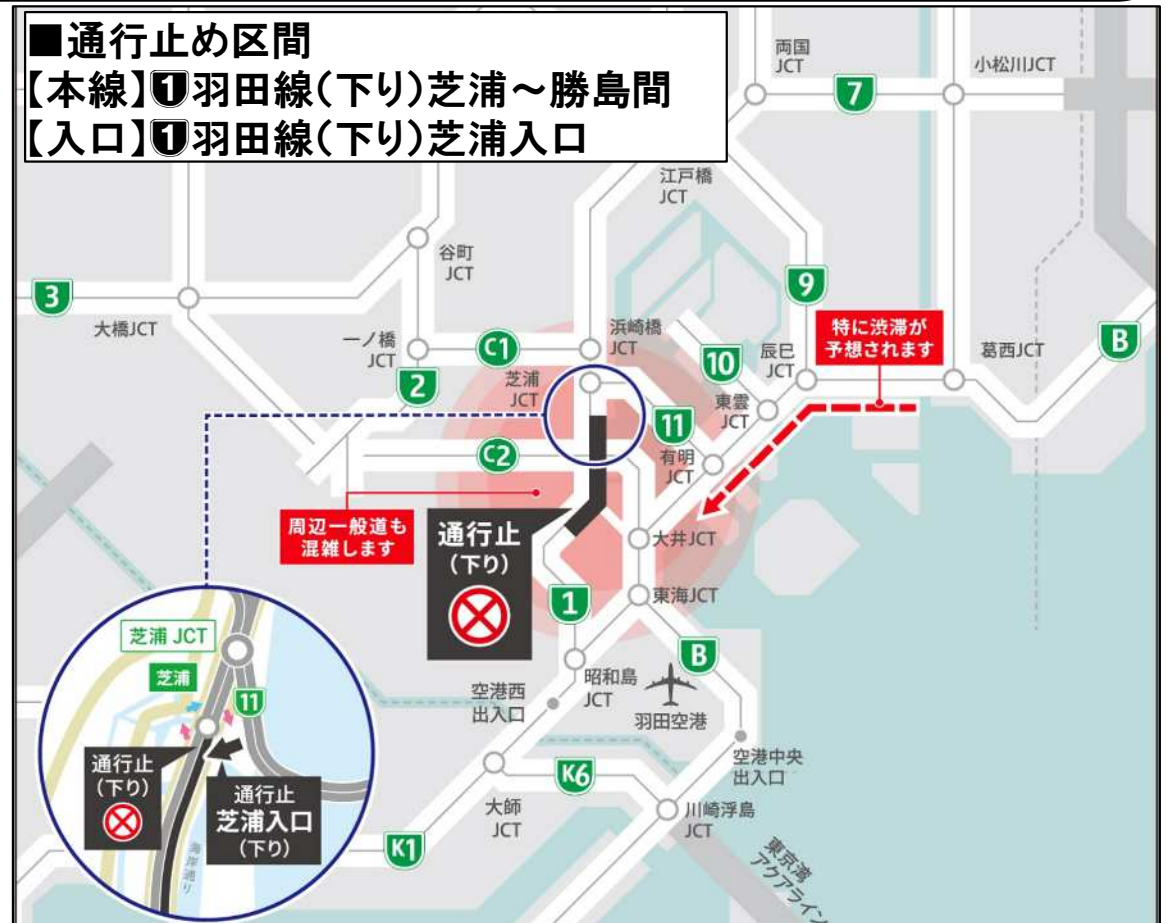 ■通行止め区間
【本線】1羽田線(下り)芝浦～勝島間
【入口】1羽田線(下り)芝浦入口
両国
JCT
小松川JCT
7
江戸橋
JCT
谷町
JCT
3
大橋JCT
9
一ノ橋
JCT
C1
浜崎橋
JCT
特に渋滞が
予想されます
10
辰巳
JCT
葛西JCT
B
2
芝浦
JCT
東雲
JCT
11
C2
有明
JCT
周辺一般道も
混雑します
通行止
(下り)
大井JCT
1
東海JCT
芝浦 JCT
芝浦
11
B
昭和島
JCT
空港西
出入口
羽田空港
通行止
(下り)
通行止
芝浦入口
(下り)
海岸通り
空港中央
出入口
K6
大師
JCT
川崎浮島
JCT
K1
東京湾
アクアライン